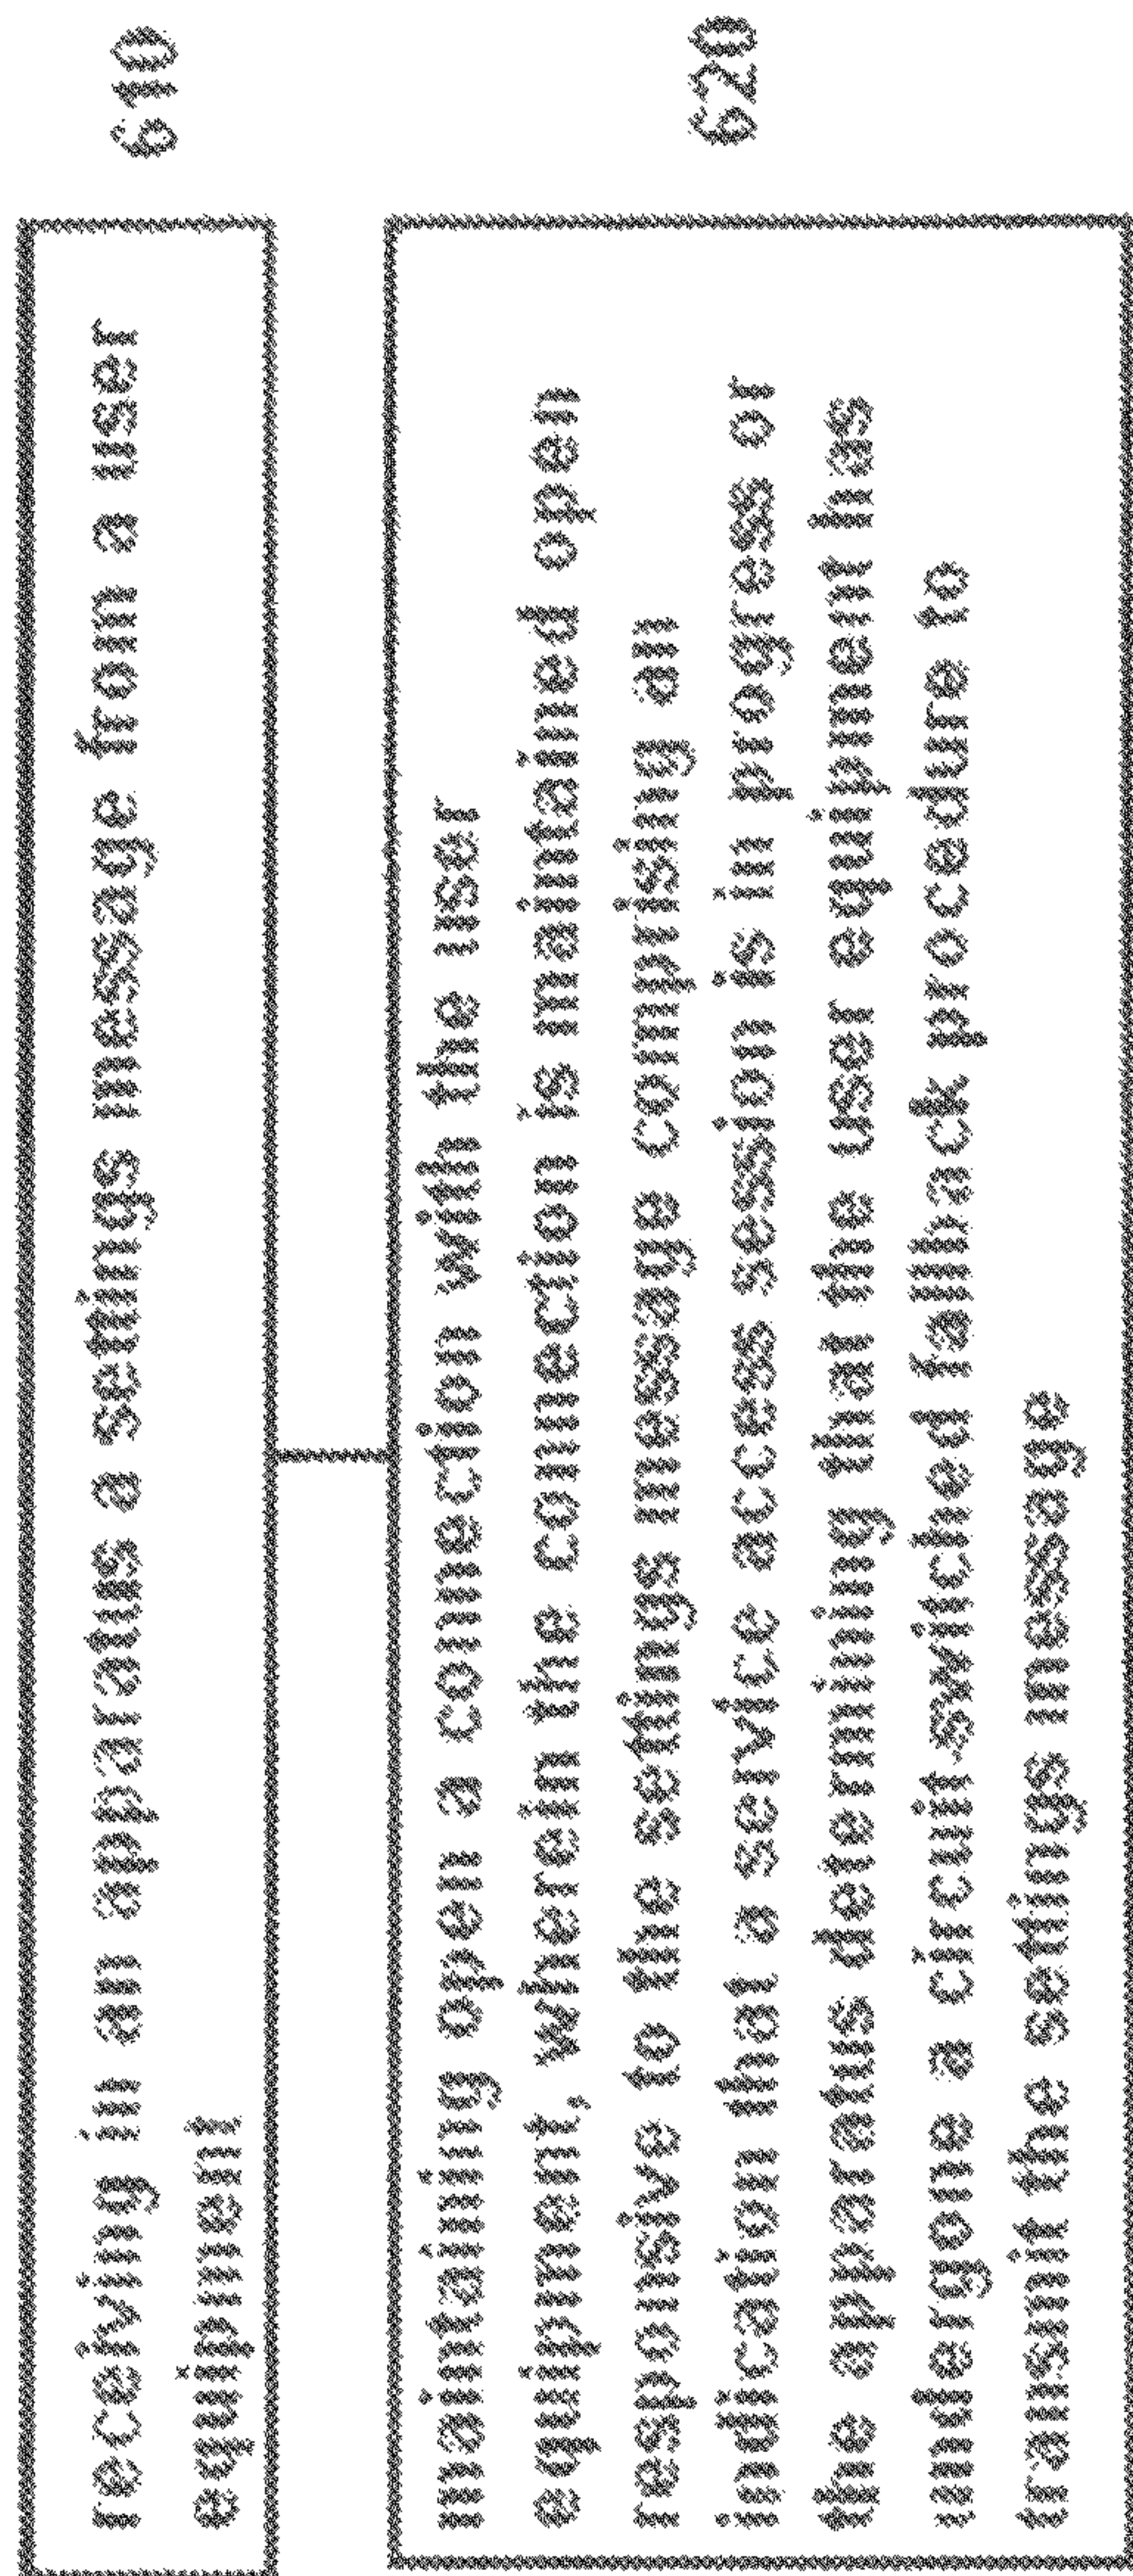 receiving in an apparatus a settings message from a user
equipment
610
maintaining open a connection with the user
equipment, wherein the connection is maintained open
responsive to the settings message comprising an
indication that a service access session is in progress or
the apparatus determining that the user equipment has
undergone a circuit-switched fallback procedure to
transmit the settings message
620